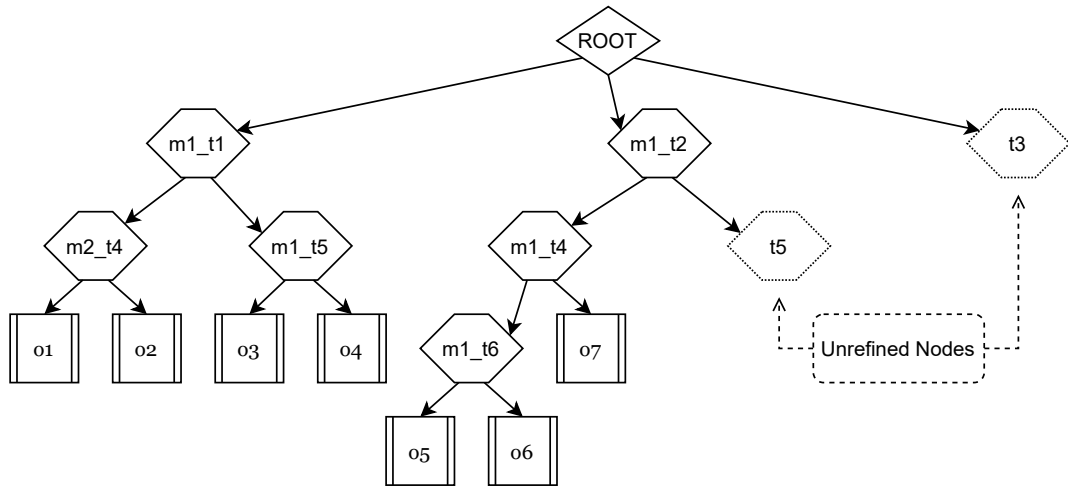 ROOT
m1_t1
m1_t2
t3
m2_t4
m1_t5
m1_t4
t5
o1
o2
o3
o4
m1_t6
o7
Unrefined Nodes
o5
o6